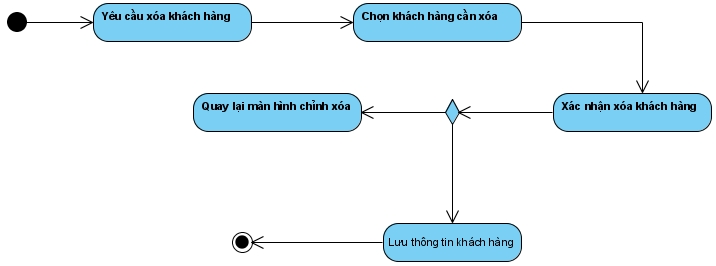 Yêu cầu xóa khách hàng
Chọn khách hàng cần xóa
Quay lại màn hình chỉnh xóa
Xác nhận xóa khách hàng
Lưu thông tin khách hàng